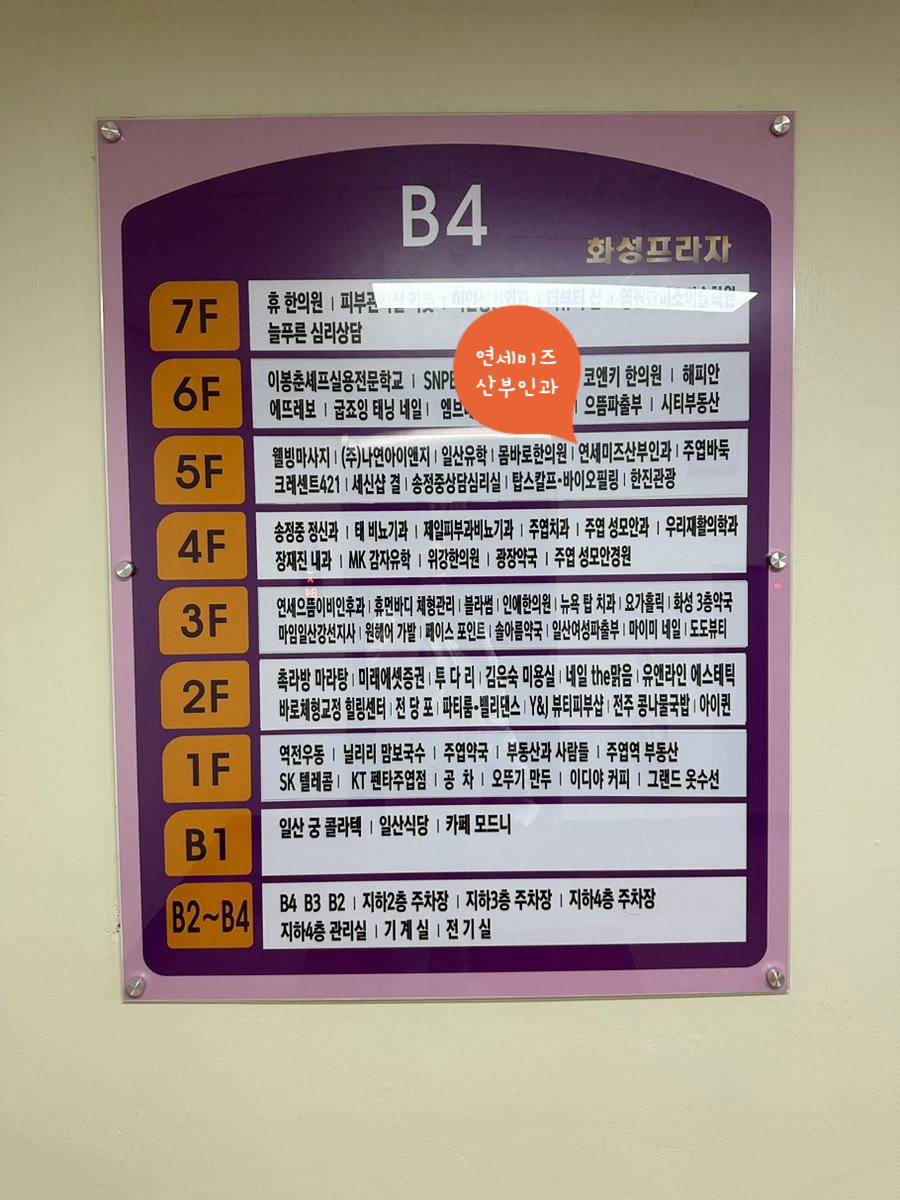 B4
화성프라자
7F
휴 한의원 | 피부관리실
늘푸른 심리상담
연세미즈
산부인과
6F
이봉춘셰프실용전문학교 | SNPE 코앤키 한의원 | 해피안
에뜨레보 | 굽죠잉 태닝 네일 | 엠브 으뜸파출부 | 시티부동산
5F
웰빙마사지 | (주)나연아이앤지 | 일산유학 | 몸바로한의원 | 연세미즈산부인과 | 주엽바둑
크레센트421 | 세신샵 결 | 송정중상담심리실 | 탑스칼프-바이오필링 | 한진관광
4F
송정중 정신과 | 태 비뇨기과 | 제일피부과비뇨기과 | 주엽치과 | 주엽 성모안과 | 우리재활의학과
장재진 내과 | MK 감자유학 | 위강한의원 | 광장약국 | 주엽 성모안경원
3F
연세으뜸이비인후과 | 휴먼바디 체형관리 | 블라썸 | 인애한의원 | 뉴욕 탑 치과 | 요가홀릭 | 화성 3층약국
마임일산강선지사 | 원헤어 가발 | 페이스 포인트 | 솔아름약국 | 일산여성파출부 | 마이미 네일 | 도도뷰티
2F
촉라방 마라탕 | 미래에셋증권 | 투 다 리 | 김은숙 미용실 | 네일 the맑음 | 유앤라인 에스테틱
바로체형교정 힐링센터 | 전 당 포 | 파티룸•벨리댄스 | Y&J 뷰티피부샵 | 전주 콩나물국밥 | 아이퀸
1F
역전우동 | 닐리리 맘보국수 | 주엽약국 | 부동산과 사람들 | 주엽역 부동산
SK 텔레콤 | KT 펜타주엽점 | 공 차 | 오뚜기 만두 | 이디야 커피 | 그랜드 옷수선
B1
일산 궁 콜라텍 | 일산식당 | 카페 모드니
B2~B4
B4 B3 B2 | 지하2층 주차장 | 지하3층 주차장 | 지하4층 주차장
지하4층 관리실 | 기 계 실 | 전 기 실